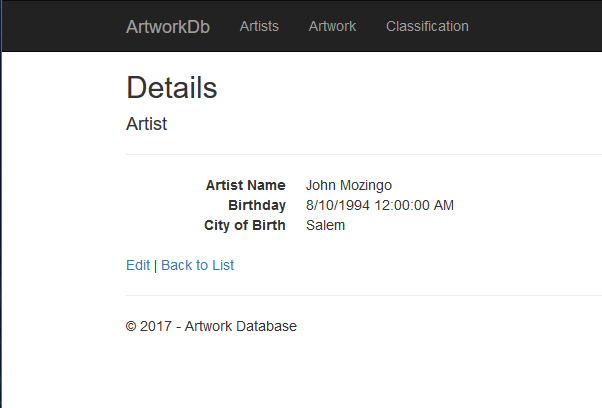 ArtworkDb Artists Artwork Classification
Details
Artist
Artist Name John Mozingo
Birthday 8/10/1994 12:00:00 AM
City of Birth Salem
Edit | Back to List
© 2017 - Artwork Database